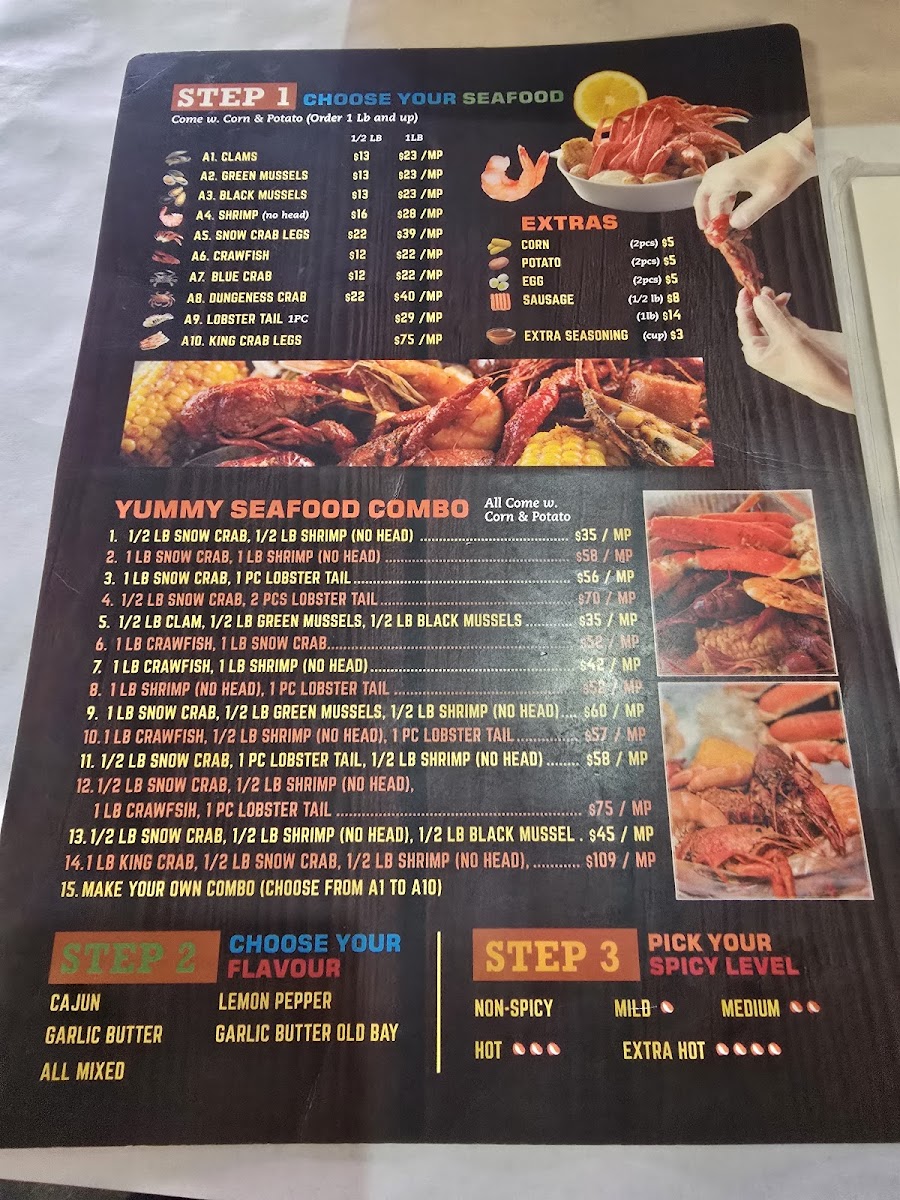 STEP 1 CHOOSE YOUR SEAFOOD
Come w. Corn & Potato (Order 1 Lb and up)
1/2 LB 1LB
A1. CLAMS $13 $23 /MP
A2. GREEN MUSSELS $13 $23 /MP
A3. BLACK MUSSELS $13 $23 /MP
A4. SHRIMP (no head) $16 $28 /MP
A5. SNOW CRAB LEGS $22 $39 /MP
A6. CRAWFISH $12 $22 /MP
A7. BLUE CRAB $12 $22 /MP
A8. DUNGENESS CRAB $22 $40 /MP
A9. LOBSTER TAIL 1PC $29 /MP
A10. KING CRAB LEGS $75 /MP
EXTRAS
CORN (2pcs) $5
POTATO (2pcs) $5
EGG (2pcs) $5
SAUSAGE (1/2 lb) $8
(1lb) $14
EXTRA SEASONING (cup) $3
YUMMY SEAFOOD COMBO All Come w.
Corn & Potato
1. 1/2 LB SNOW CRAB, 1/2 LB SHRIMP (NO HEAD) ........ $35 / MP
2. 1 LB SNOW CRAB, 1 LB SHRIMP (NO HEAD) ........ $58 / MP
3. 1 LB SNOW CRAB, 1 PC LOBSTER TAIL ........ $56 / MP
4. 1/2 LB SNOW CRAB, 2 PCS LOBSTER TAIL ........ $70 / MP
5. 1/2 LB CLAM, 1/2 LB GREEN MUSSELS, 1/2 LB BLACK MUSSELS ........ $35 / MP
6. 1 LB CRAWFISH, 1 LB SNOW CRAB ........ $52 / MP
7. 1 LB CRAWFISH, 1 LB SHRIMP (NO HEAD) ........ $42 / MP
8. 1 LB SHRIMP (NO HEAD), 1 PC LOBSTER TAIL ........ $52 / MP
9. 1 LB SNOW CRAB, 1/2 LB GREEN MUSSELS, 1/2 LB SHRIMP (NO HEAD) .... $60 / MP
10. 1 LB CRAWFISH, 1/2 LB SHRIMP (NO HEAD), 1 PC LOBSTER TAIL ........ $57 / MP
11. 1/2 LB SNOW CRAB, 1 PC LOBSTER TAIL, 1/2 LB SHRIMP (NO HEAD) ........ $58 / MP
12. 1/2 LB SNOW CRAB, 1/2 LB SHRIMP (NO HEAD),
1 LB CRAWFSIH, 1 PC LOBSTER TAIL ........ $75 / MP
13. 1/2 LB SNOW CRAB, 1/2 LB SHRIMP (NO HEAD), 1/2 LB BLACK MUSSEL . $45 / MP
14. 1 LB KING CRAB, 1/2 LB SNOW CRAB, 1/2 LB SHRIMP (NO HEAD), ........ $109 / MP
15. MAKE YOUR OWN COMBO (CHOOSE FROM A1 TO A10)
STEP 2 CHOOSE YOUR
FLAVOUR
CAJUN LEMON PEPPER
GARLIC BUTTER GARLIC BUTTER OLD BAY
ALL MIXED
STEP 3 PICK YOUR
SPICY LEVEL
NON-SPICY MILD MEDIUM
HOT EXTRA HOT